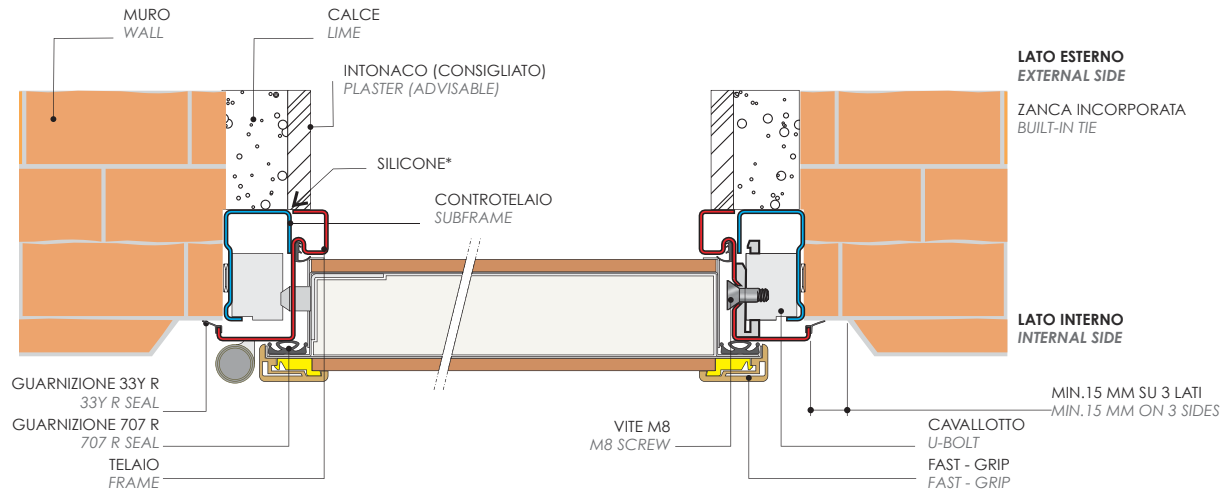 MURO
WALL
CALCE
LIME
INTONACO (CONSIGLIATO)
PLASTER (ADVISABLE)
SILICONE*
CONTROTELAIO
SUBFRAME
LATO ESTERNO
EXTERNAL SIDE
ZANCA INCORPORATA
BUILT-IN TIE
LATO INTERNO
INTERNAL SIDE
GUARNIZIONE 33Y R
33Y R SEAL
GUARNIZIONE 707 R
707 R SEAL
TELAIO
FRAME
VITE M8
M8 SCREW
MIN.15 MM SU 3 LATI
MIN.15 MM ON 3 SIDES
CAVALLOTTO
U-BOLT
FAST - GRIP
FAST - GRIP